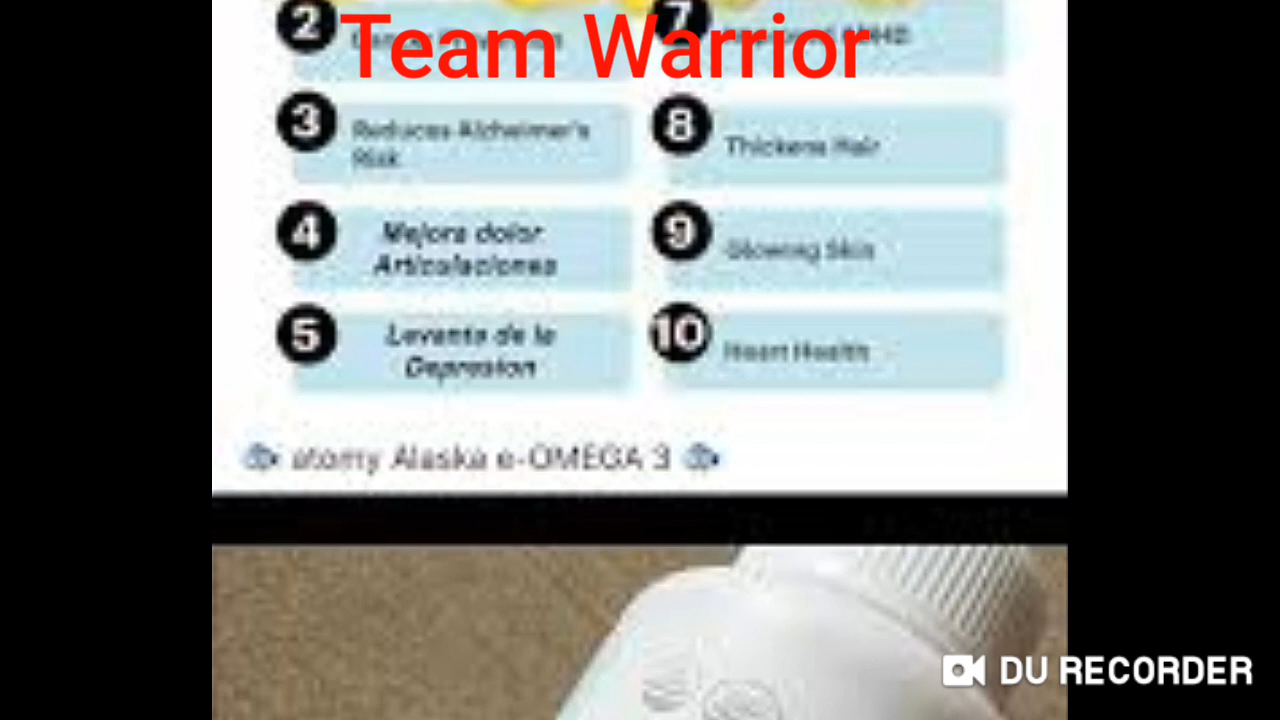 Team Warrior
2
7
3 Reduces Alzheimer's
Risk
8 Thickens Hair
4 Mejora dolor
Articulaciones
9 Glowing Skin
5 Levanta de la
Depresion
10 Heart Health
atomy Alaska e-OMEGA 3
DU RECORDER